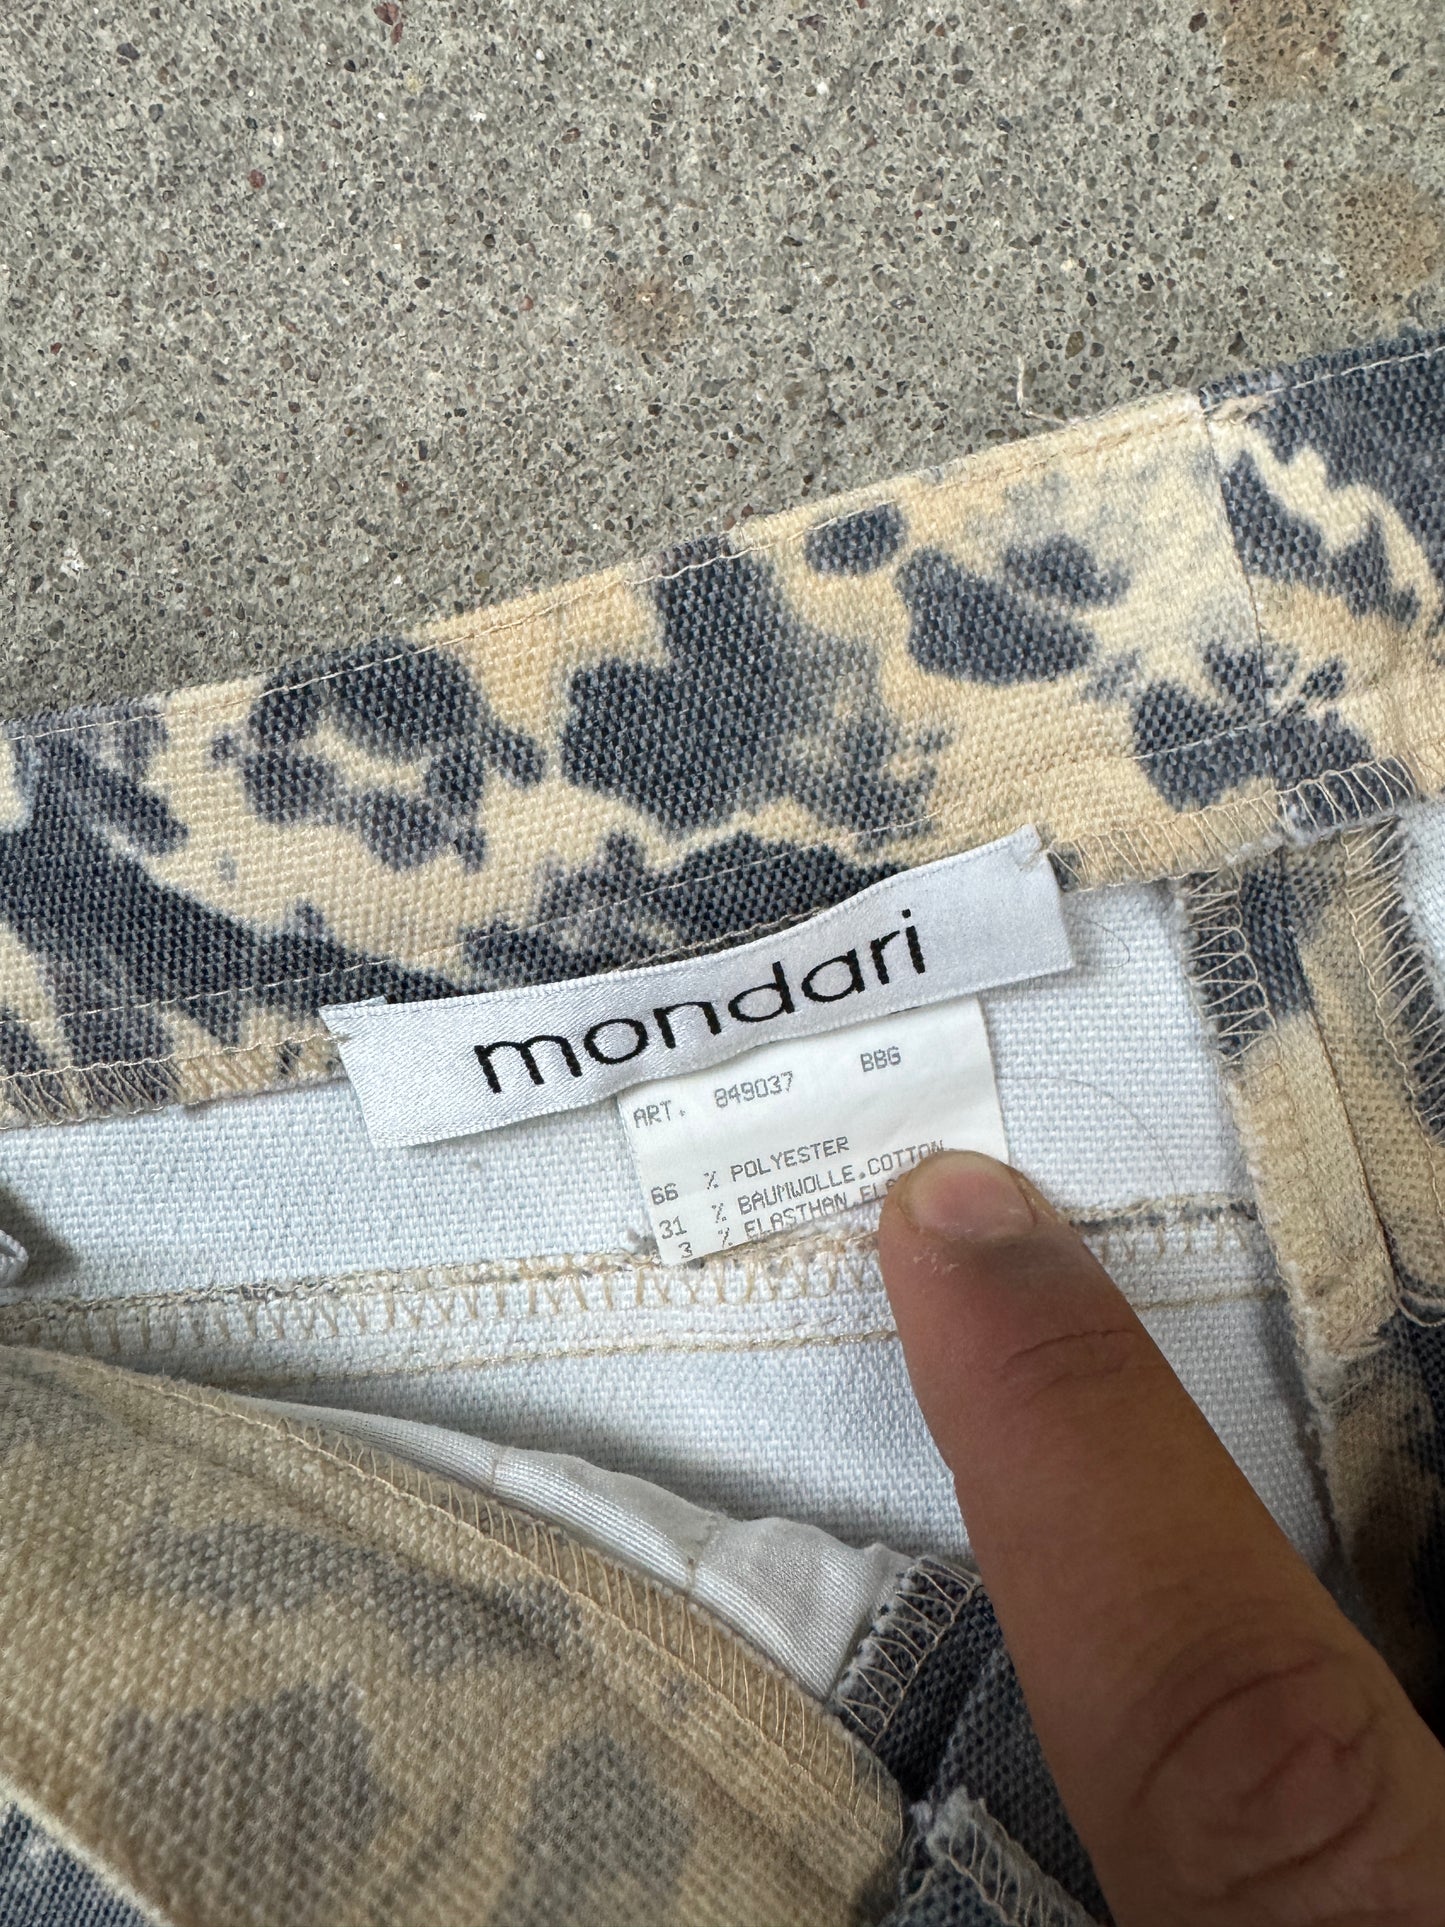 mondari
ART. 849037 BBG
66 % POLYESTER
31 % BAUMWOLLE.COTTON
3 % ELASTHAN